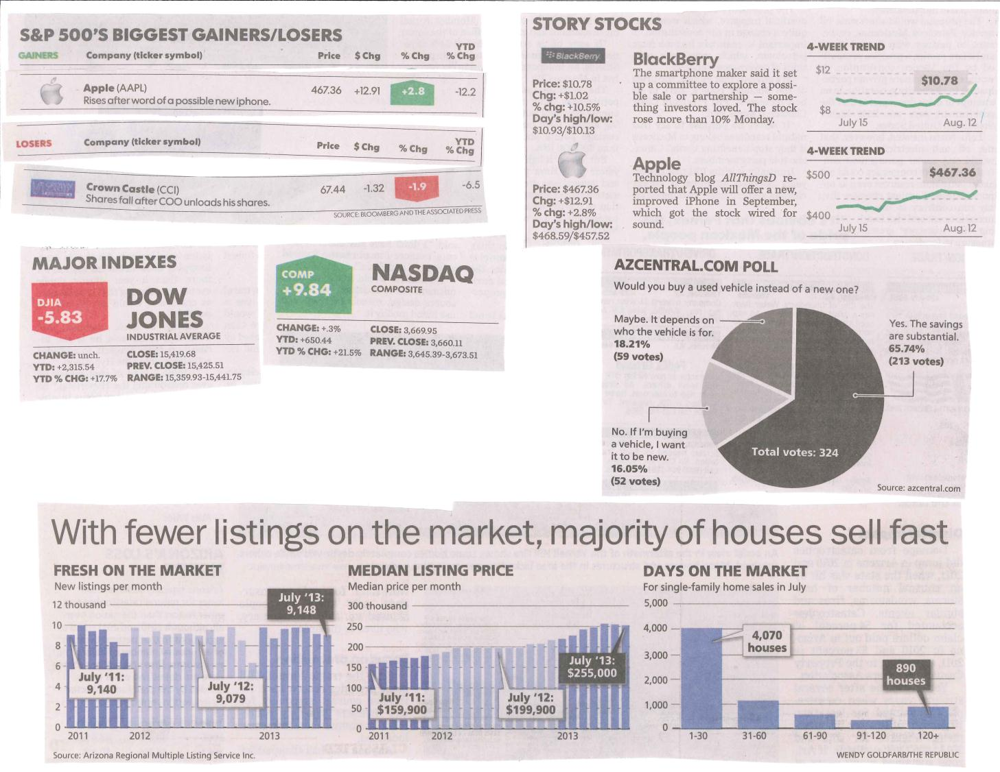 S&P 500'S BIGGEST GAINERS/LOSERS
GAINERS Company (ticker symbol) Price $ Chg % Chg YTD % Chg
Apple (AAPL) 467.36 +12.91 +2.8 -12.2
Rises after word of a possible new iphone.
LOSERS Company (ticker symbol) Price $ Chg % Chg YTD % Chg
Crown Castle (CCI) 67.44 -1.32 -1.9 -6.5
Shares fall after COO unloads his shares.
SOURCE: BLOOMBERG AND THE ASSOCIATED PRESS
STORY STOCKS
BlackBerry
Price: $10.78
Chg: +$1.02
% chg: +10.5%
Day's high/low:
$10.93/$10.13
BlackBerry
The smartphone maker said it set
up a committee to explore a possi-
ble sale or partnership — some-
thing investors loved. The stock
rose more than 10% Monday.
4-WEEK TREND
$12
$10.78
$8
July 15 Aug. 12
Price: $467.36
Chg: +$12.91
% chg: +2.8%
Day's high/low:
$468.59/$457.52
Apple
Technology blog AllThingsD re-
ported that Apple will offer a new,
improved iPhone in September,
which got the stock wired for
sound.
4-WEEK TREND
$500
$467.36
$400
July 15 Aug. 12
MAJOR INDEXES
DJIA
-5.83
DOW
JONES
INDUSTRIAL AVERAGE
CHANGE: unch. CLOSE: 15,419.68
YTD: +2,315.54 PREV. CLOSE: 15,425.51
YTD % CHG: +17.7% RANGE: 15,359.93-15,441.75
COMP
+9.84
NASDAQ
COMPOSITE
CHANGE: +.3% CLOSE: 3,669.95
YTD: +650.44 PREV. CLOSE: 3,660.11
YTD % CHG: +21.5% RANGE: 3,645.39-3,673.51
AZCENTRAL.COM POLL
Would you buy a used vehicle instead of a new one?
Maybe. It depends on
who the vehicle is for.
18.21%
(59 votes)
Yes. The savings
are substantial.
65.74%
(213 votes)
No. If I'm buying
a vehicle, I want
it to be new.
16.05%
(52 votes)
Total votes: 324
Source: azcentral.com
With fewer listings on the market, majority of houses sell fast
FRESH ON THE MARKET
New listings per month
12 thousand
10
8
6
4
2
0
July '11:
9,140
July '12:
9,079
July '13:
9,148
2011 2012 2013
Source: Arizona Regional Multiple Listing Service Inc.
MEDIAN LISTING PRICE
Median price per month
300 thousand
250
200
150
100
50
0
July '11:
$159,900
July '12:
$199,900
July '13:
$255,000
2011 2012 2013
DAYS ON THE MARKET
For single-family home sales in July
5,000
4,000
3,000
2,000
1,000
0
4,070
houses
890
houses
1-30 31-60 61-90 91-120 120+
WENDY GOLDFARB/THE REPUBLIC